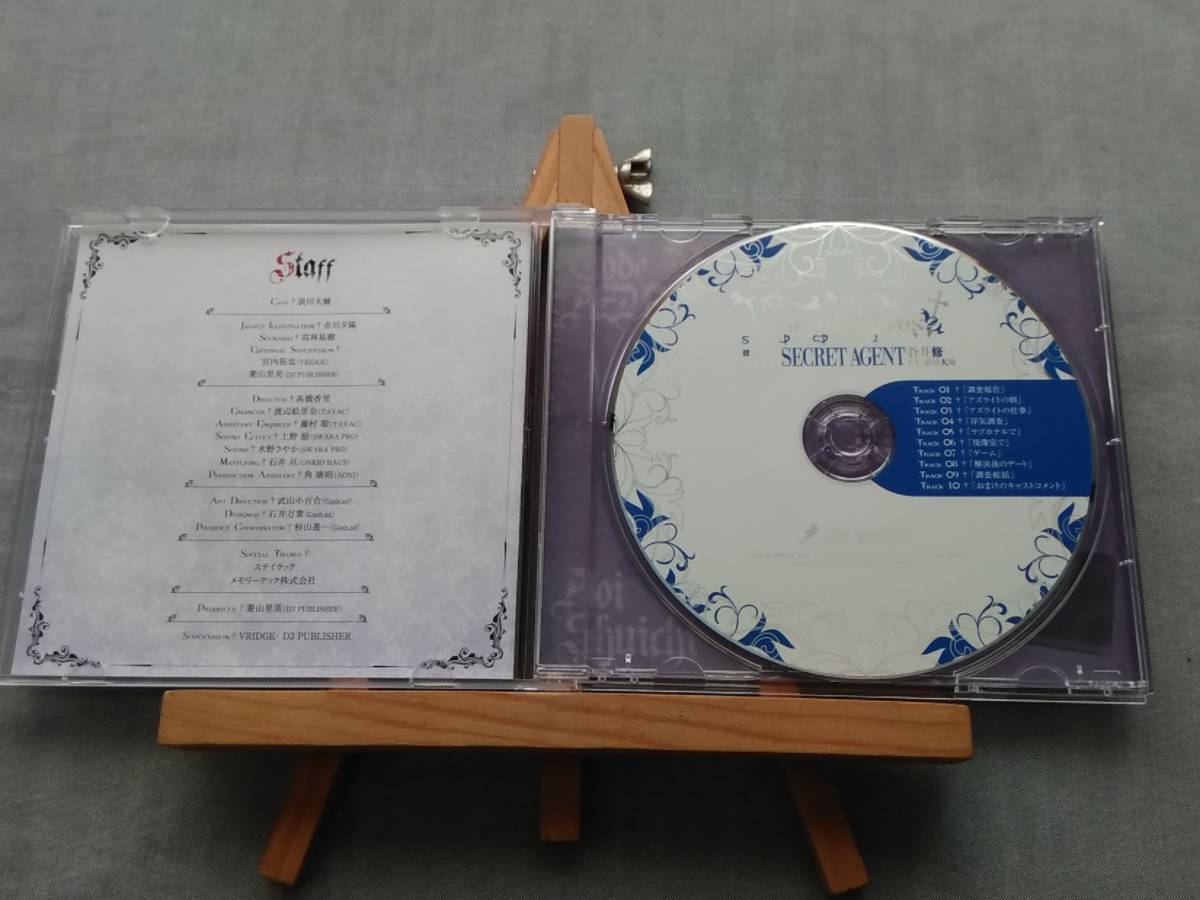 Staff
Cast†浪川大輔
Jacket Illustration†市川夕陽
Scenario†高林祐樹
Editorial Supervision†
宮内拓也(VRIDGE)
菱山里美(D3 PUBLISHER)
Director†高橋香里
Engineer†渡辺絵里奈(TAVAC)
Assistant Engineer†藤村 聡(TAVAC)
Sound Effect†上野 励(SWARA PRO)
Sound†水野さやか(SWARA PRO)
Mastering†石井 亘(ONKIO HAUS)
Production Assistant†角 康昭(AONI)
Art Direction†武山小百合
Designer†石井万葉
Product Coordinator†杉山進一
Special Thanks†
ステイラック
メモリーテック株式会社
Producer†菱山里美(D3 PUBLISHER)
Supervision†VRIDGE/ D3 PUBLISHER
SECRET AGENT
蒼井修
Track 01 †「調査報告」
Track 02 †「アズライトの朝」
Track 03 †「アズライトの仕事」
Track 04 †「浮気調査」
Track 05 †「ラブホテルで」
Track 06 †「現像室で」
Track 07 †「ゲーム」
Track 08 †「解決後のデート」
Track 09 †「調査総括」
Track 10 †「おまけのキャストコメント」